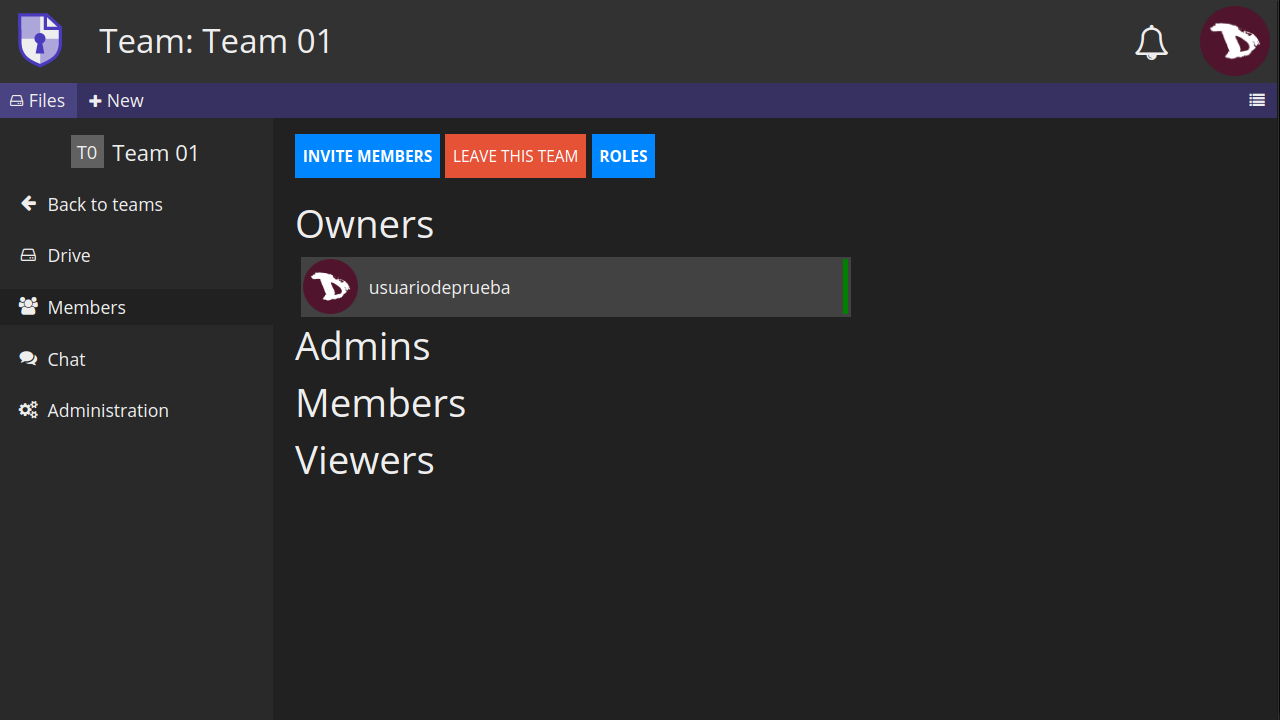 Team: Team 01
Files
New
T0 Team 01
Back to teams
Drive
Members
Chat
Administration
INVITE MEMBERS
LEAVE THIS TEAM
ROLES
Owners
usuariodeprueba
Admins
Members
Viewers